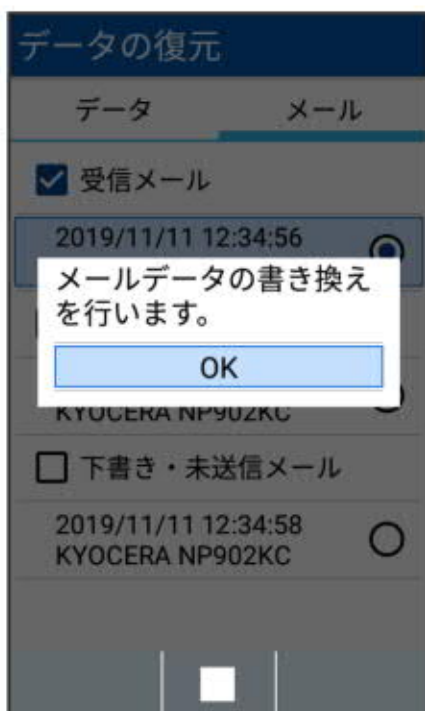 データの復元
データ
メール
受信メール
2019/11/11 12:34:56
メールデータの書き換え
を行います。
OK
KYOCERA NP902KC
下書き・未送信メール
2019/11/11 12:34:58
KYOCERA NP902KC